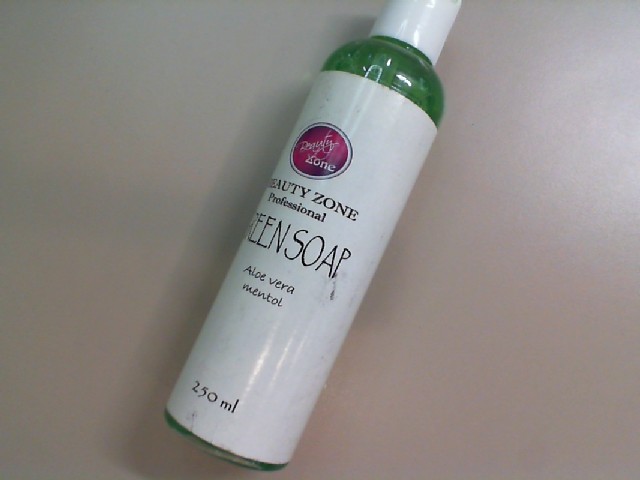 Beauty
Zone
BEAUTY ZONE
Professional
EEN SOAP
Aloe vera
mentol
250 ml